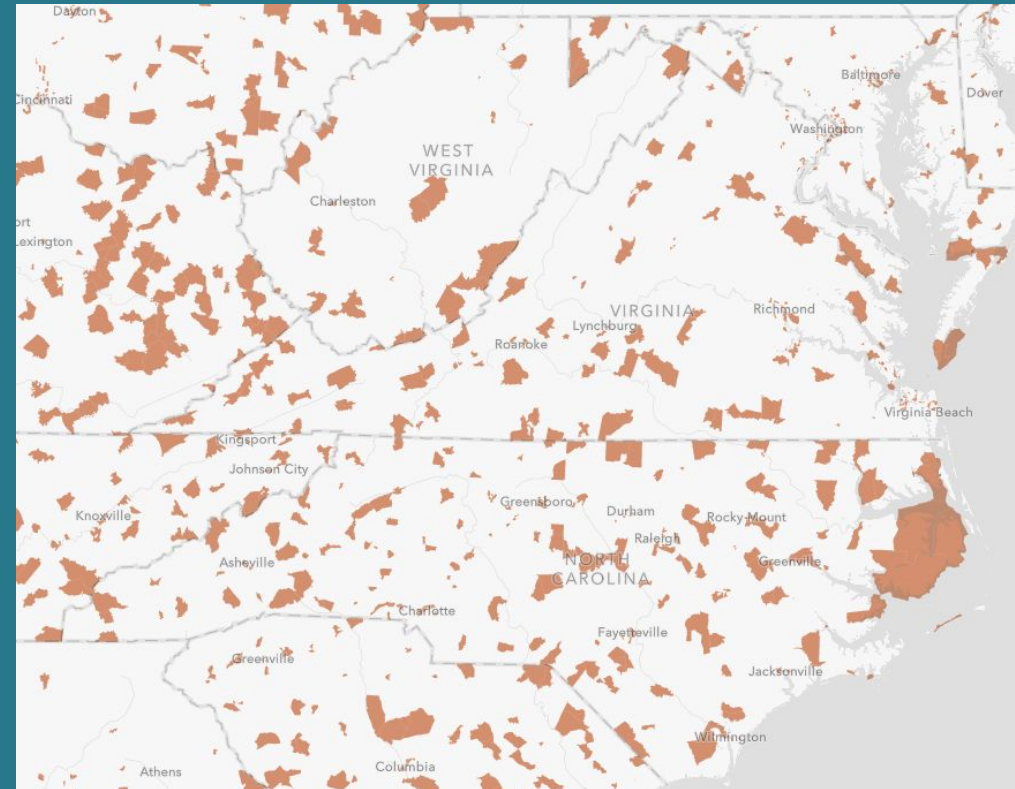 Dayton
Baltimore
Cincinnati
Dover
Washington
WEST
VIRGINIA
Charleston
ort
Lexington
VIRGINIA
Richmond
Lynchburg
Roanoke
Virginia Beach
Kingsport
Johnson City
Greensboro
Knoxville
Durham
Rocky Mount
Raleigh
Asheville
NORTH
CAROLINA
Greenville
Charlotte
Fayetteville
Greenville
Jacksonville
Wilmington
Athens
Columbia